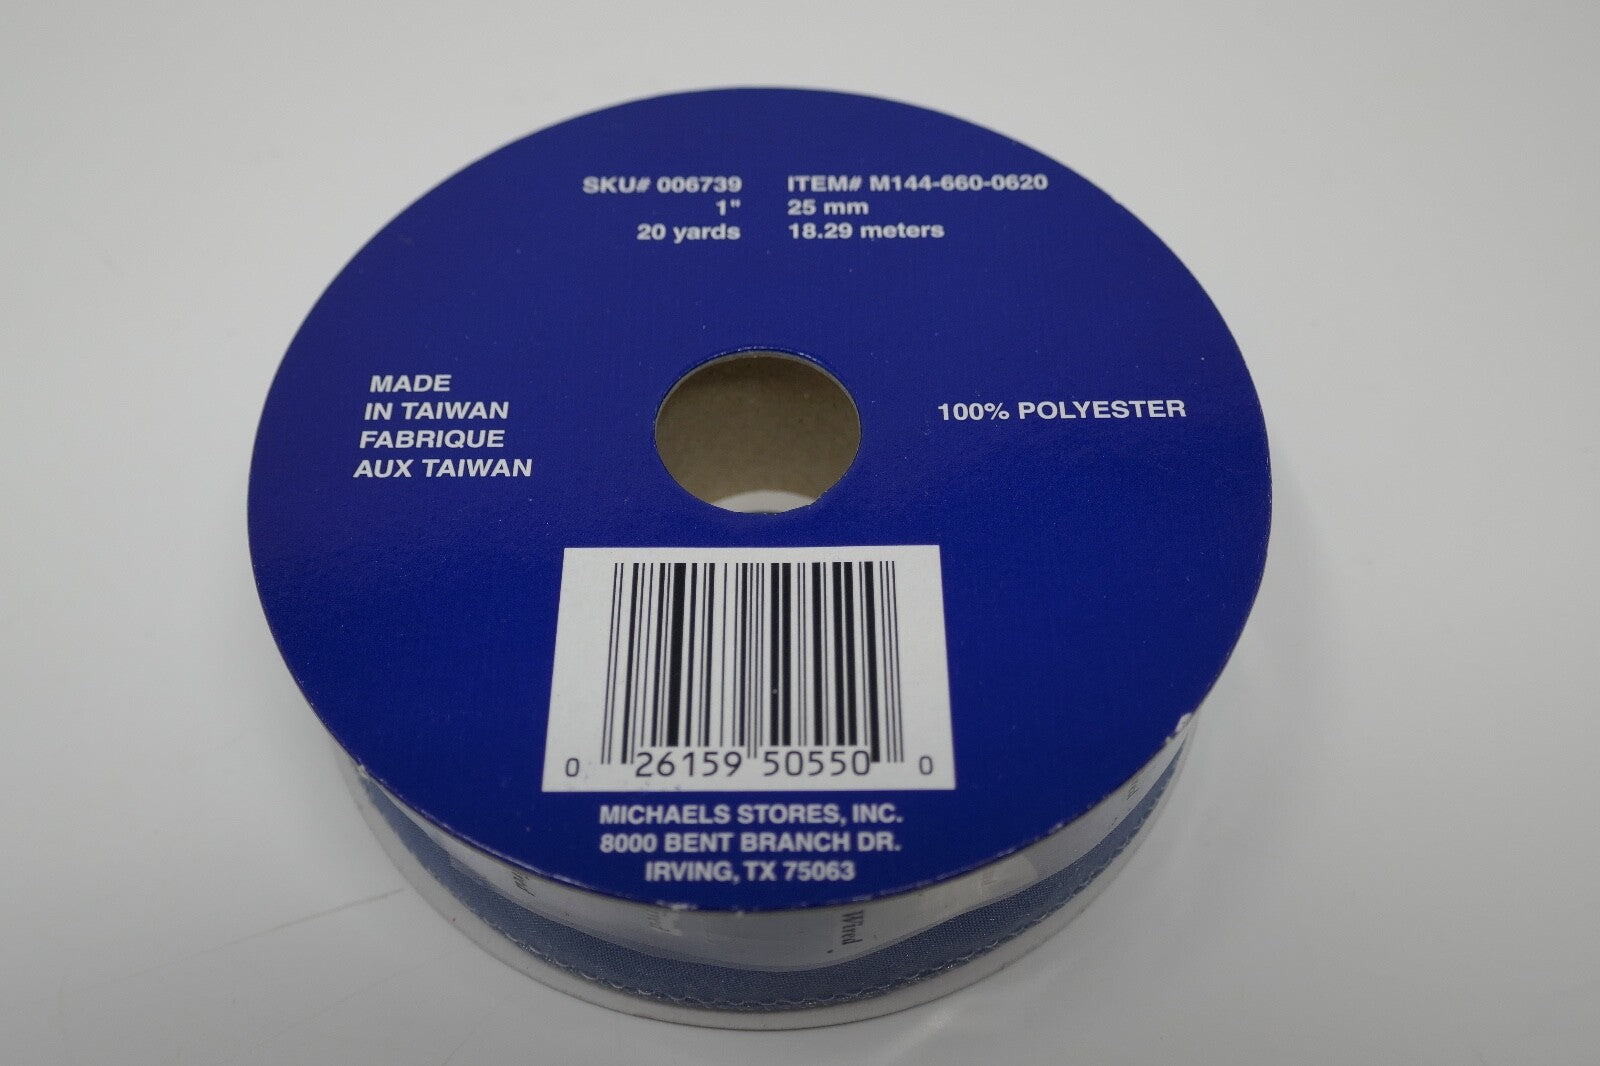 SKU# 006739 ITEM# M144-660-0620
1" 25 mm
20 yards 18.29 meters
MADE
IN TAIWAN
FABRIQUE
AUX TAIWAN
100% POLYESTER
0 26159 50550 0
MICHAELS STORES, INC.
8000 BENT BRANCH DR.
IRVING, TX 75063
Wired